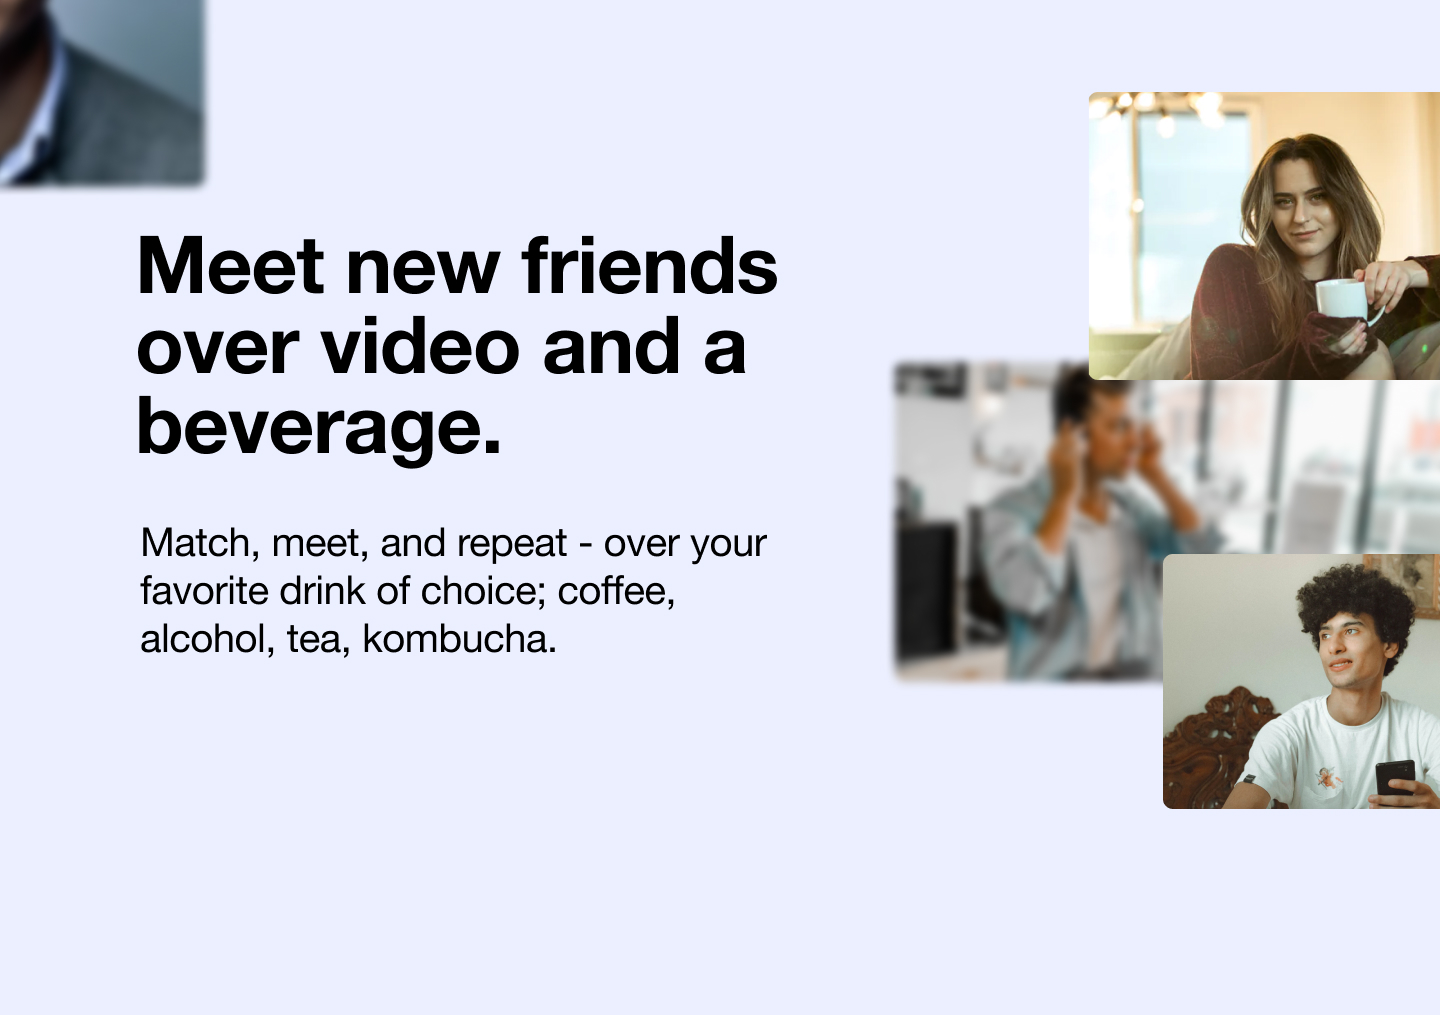 Meet new friends
over video and a
beverage.
Match, meet, and repeat - over your
favorite drink of choice; coffee,
alcohol, tea, kombucha.